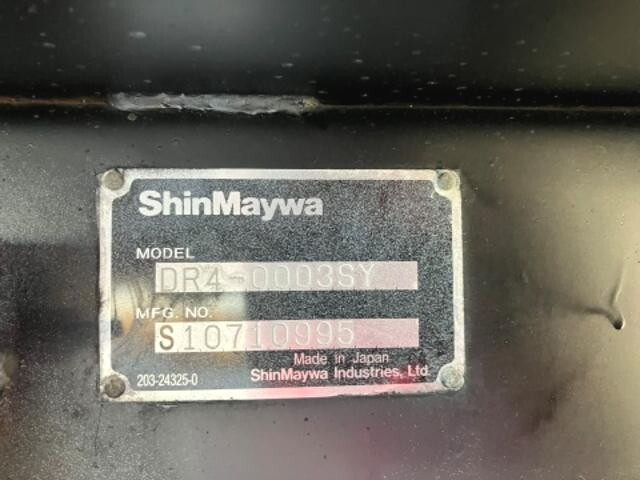 ShinMaywa
MODEL
DR4-0003SY
MFG. NO.
S10710995
Made in Japan
203-24325-0
ShinMaywa Industries, Ltd.